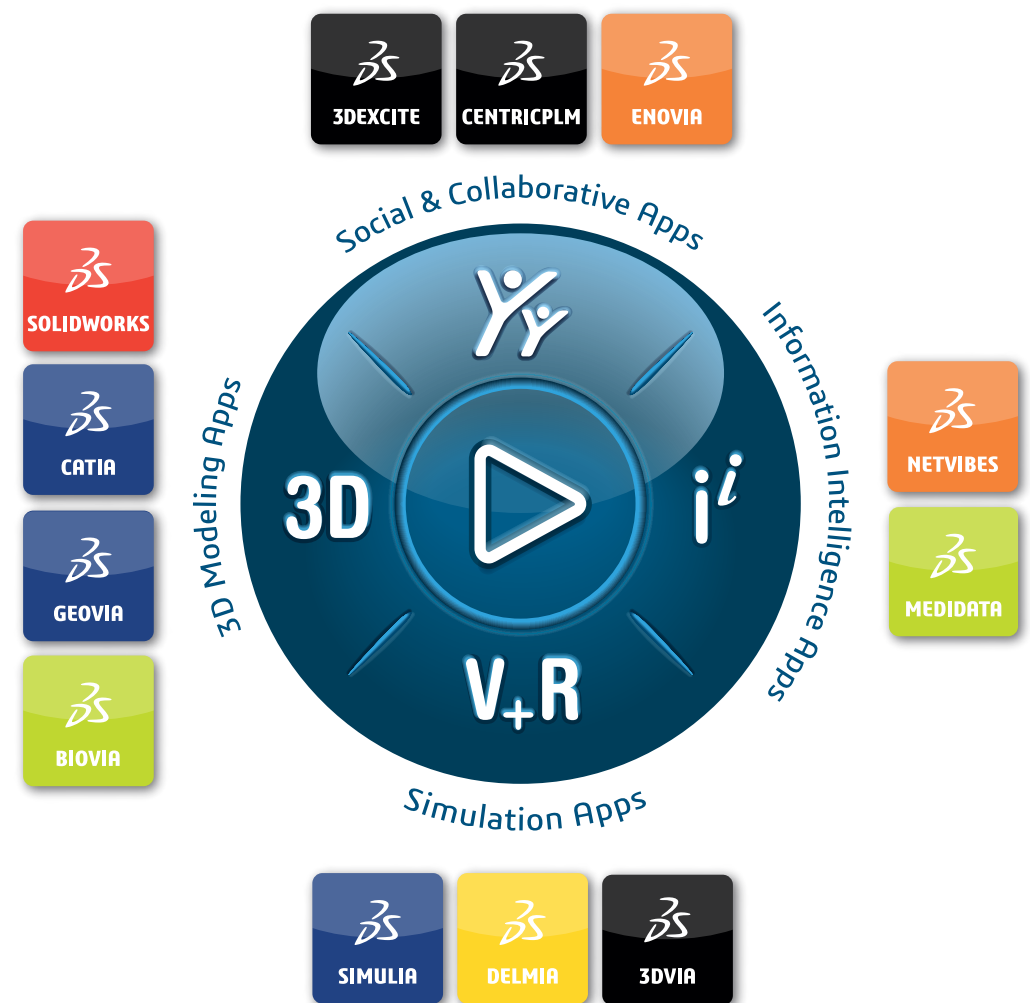 3DEXCITE
CENTRICPLM
ENOVIA
Social & Collaborative Apps
SOLIDWORKS
CATIA
GEOVIA
BIOVIA
3D Modeling Apps
3D
V+R
i i
Information Intelligence Apps
NETVIBES
MEDIDATA
Simulation Apps
SIMULIA
DELMIA
3DVIA